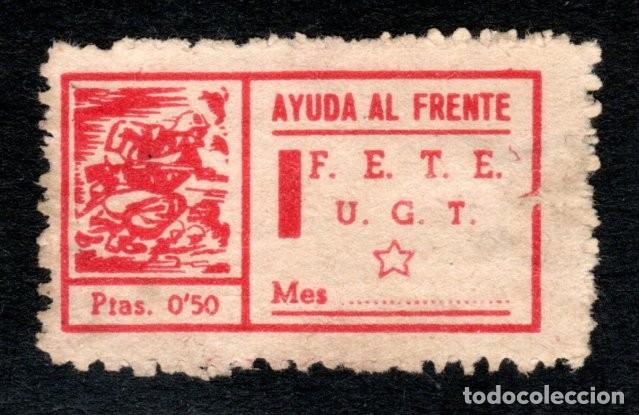 AYUDA AL FRENTE
F. E. T. E.
U. G. T.
Mes
Ptas. 0'50
todocoleccion